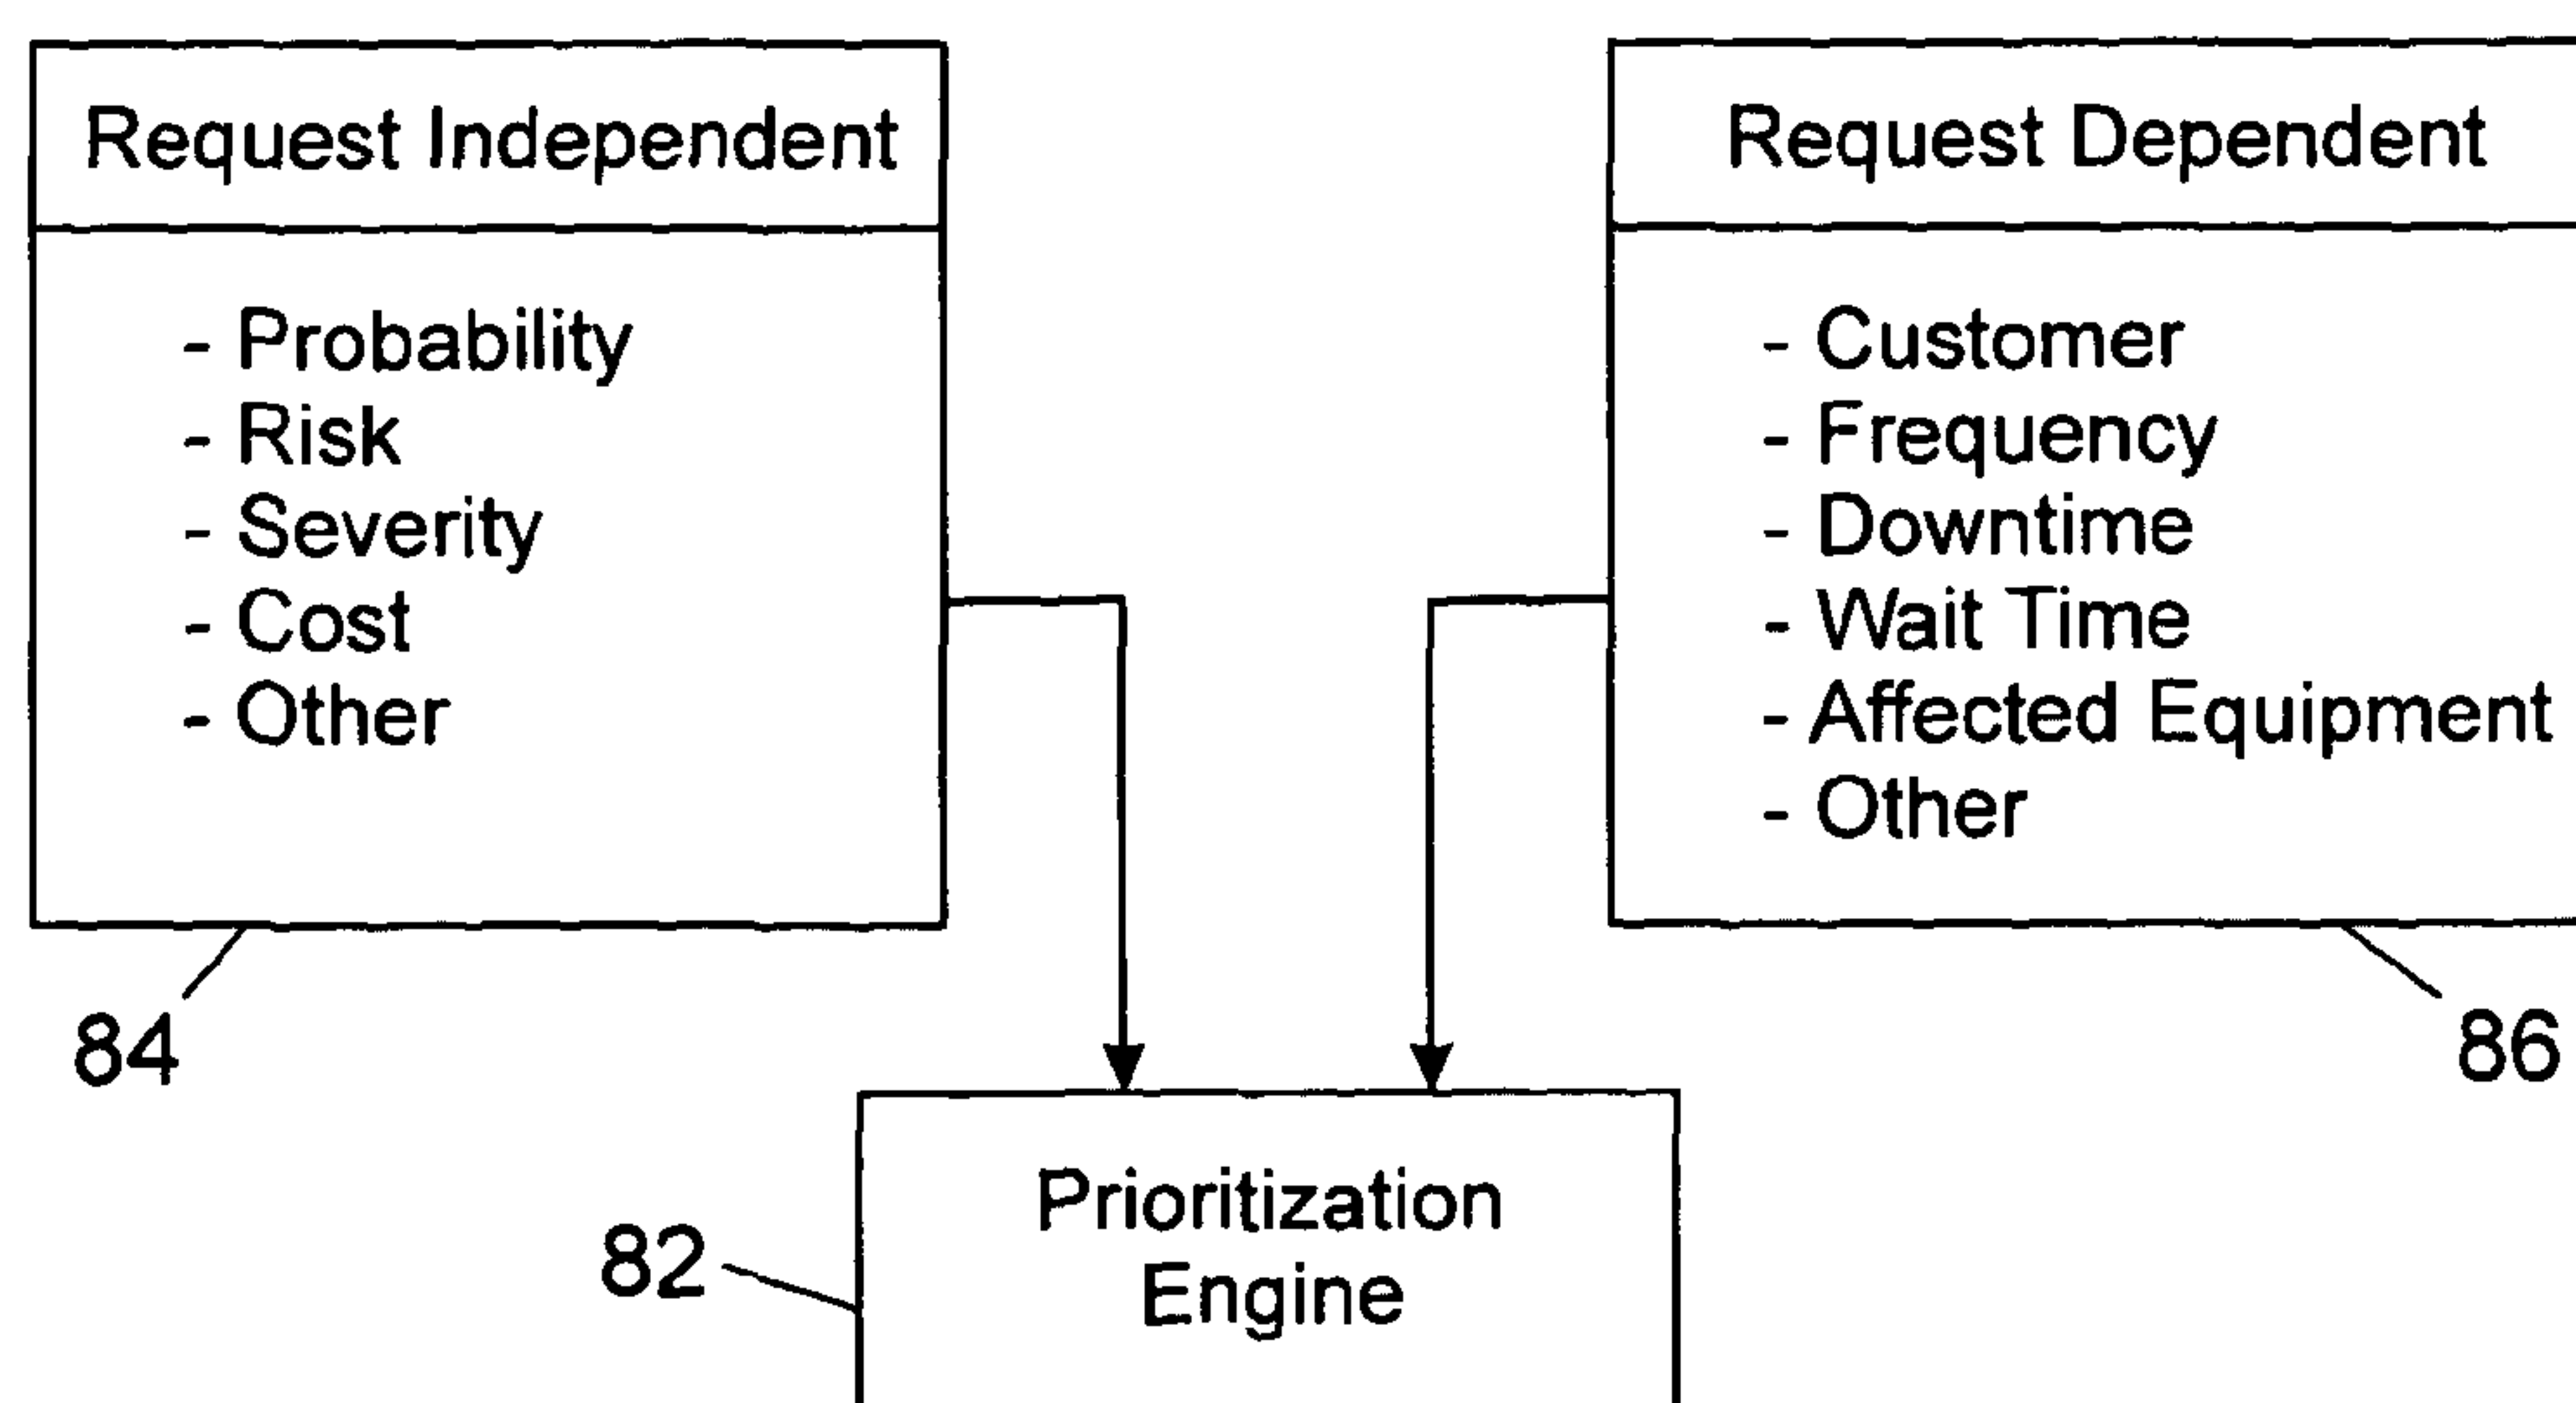 Request Independent
- Probability
- Risk
- Severity
- Cost
- Other
84
Request Dependent
- Customer
- Frequency
- Downtime
- Wait Time
- Affected Equipment
- Other
86
82
Prioritization
Engine